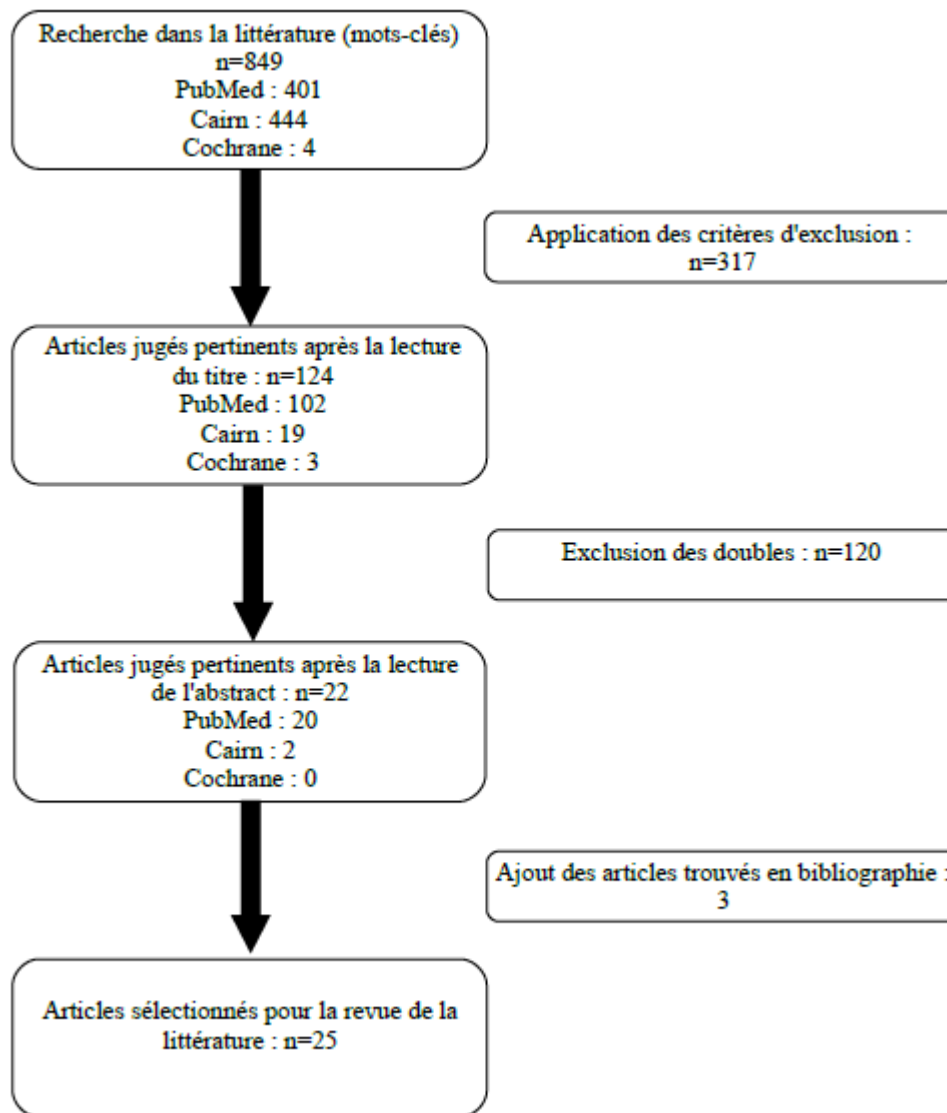 Recherche dans la littérature (mots-clés)
n=849
PubMed : 401
Cairn : 444
Cochrane : 4
Application des critères d'exclusion :
n=317
Articles jugés pertinents après la lecture
du titre : n=124
PubMed : 102
Cairn : 19
Cochrane : 3
Exclusion des doubles : n=120
Articles jugés pertinents après la lecture
de l'abstract : n=22
PubMed : 20
Cairn : 2
Cochrane : 0
Ajout des articles trouvés en bibliographie :
3
Articles sélectionnés pour la revue de la
littérature : n=25